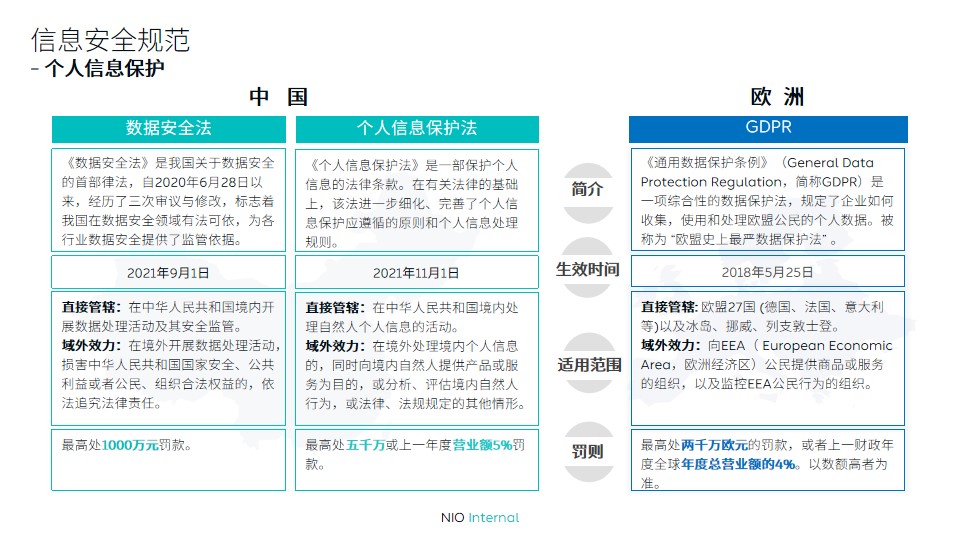 信息安全规范
- 个人信息保护
中 国
欧 洲
数据安全法
个人信息保护法
GDPR
《数据安全法》是我国关于数据安全
的首部律法，自2020年6月28日以
来，经历了三次审议与修改，标志着
我国在数据安全领域有法可依，为各
行业数据安全提供了监管依据。
《个人信息保护法》是一部保护个人
信息的法律条款。在有关法律的基础
上，该法进一步细化、完善了个人信
息保护应遵循的原则和个人信息处理
规则。
简介
《通用数据保护条例》（General Data
Protection Regulation，简称GDPR）是
一项综合性的数据保护法，规定了企业如何
收集，使用和处理欧盟公民的个人数据。被
称为 “欧盟史上最严数据保护法” 。
2021年9月1日
2021年11月1日
生效时间
2018年5月25日
直接管辖：在中华人民共和国境内开
展数据处理活动及其安全监管。
域外效力：在境外开展数据处理活动，
损害中华人民共和国国家安全、公共
利益或者公民、组织合法权益的，依
法追究法律责任。
直接管辖：在中华人民共和国境内处
理自然人个人信息的活动。
域外效力：在境外处理境内个人信息
的，同时向境内自然人提供产品或服
务为目的，或分析、评估境内自然人
行为，或法律、法规规定的其他情形。
适用范围
直接管辖: 欧盟27国 (德国、法国、意大利
等)以及冰岛、挪威、列支敦士登。
域外效力：向EEA（ European Economic
Area，欧洲经济区）公民提供商品或服务
的组织，以及监控EEA公民行为的组织。
最高处1000万元罚款。
最高处五千万或上一年度营业额5%罚
款。
罚则
最高处两千万欧元的罚款，或者上一财政年
度全球年度总营业额的4%。以数额高者为
准。
NIO Internal